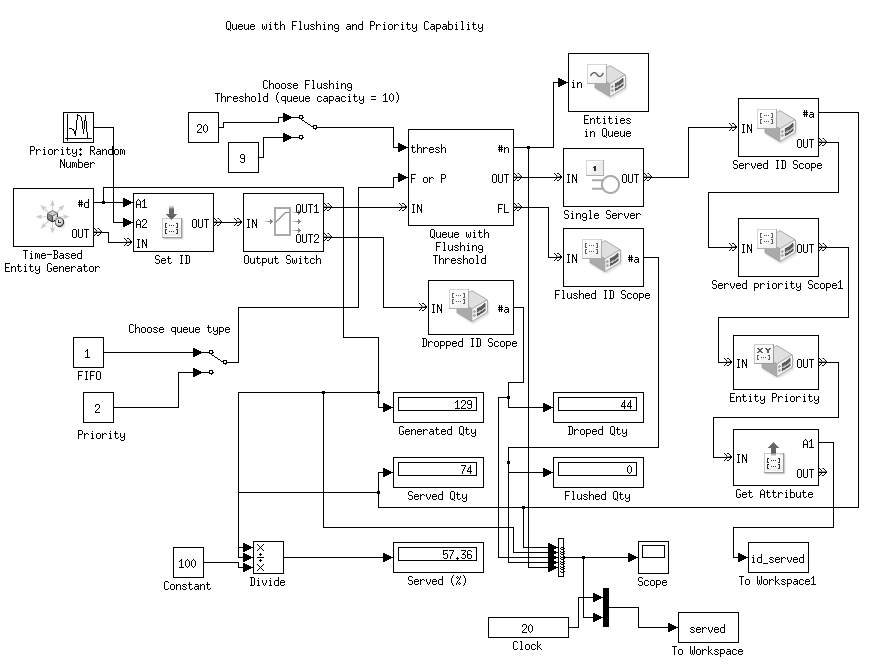 Queue with Flushing and Priority Capability
Choose Flushing
Threshold (queue capacity = 10)
20
9
Priority: Random
Number
in
Entities
in Queue
thresh
#n
F or P
OUT
IN
FL
Queue with
Flushing
Threshold
IN
1
OUT
Single Server
IN
#a
OUT
Served ID Scope
#d
OUT
Time-Based
Entity Generator
A1
A2
IN
OUT
Set ID
IN
OUT1
OUT2
Output Switch
IN
#a
Flushed ID Scope
IN
OUT
Served priority Scope1
IN
#a
Dropped ID Scope
Choose queue type
1
FIFO
2
Priority
IN
X Y
OUT
Entity Priority
129
Generated Qty
44
Droped Qty
IN
A1
OUT
Get Attribute
74
Served Qty
0
Flushed Qty
100
Constant
×
÷
×
Divide
57.36
Served (%)
Scope
id_served
To Workspace1
20
Clock
served
To Workspace